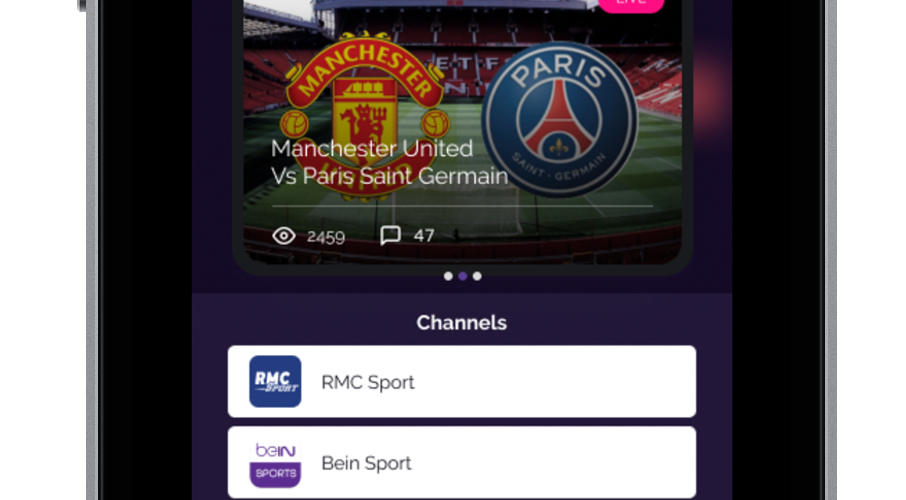 LIVE
MANCHESTER
UNITED
PARIS
SAINT-GERMAIN
Manchester United
Vs Paris Saint Germain
2459
47
Channels
RMC
SPORT
RMC Sport
beIN
SPORTS
Bein Sport